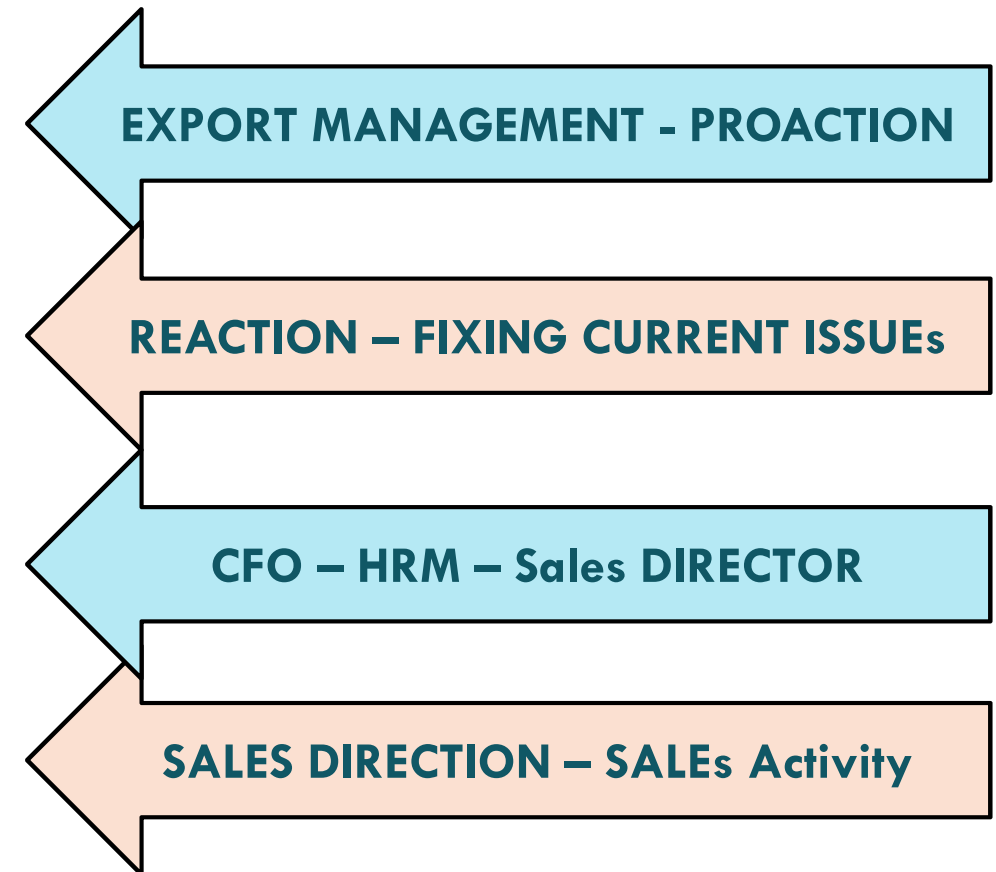 EXPORT MANAGEMENT - PROACTION
REACTION – FIXING CURRENT ISSUEs
CFO – HRM – Sales DIRECTOR
SALES DIRECTION – SALEs Activity